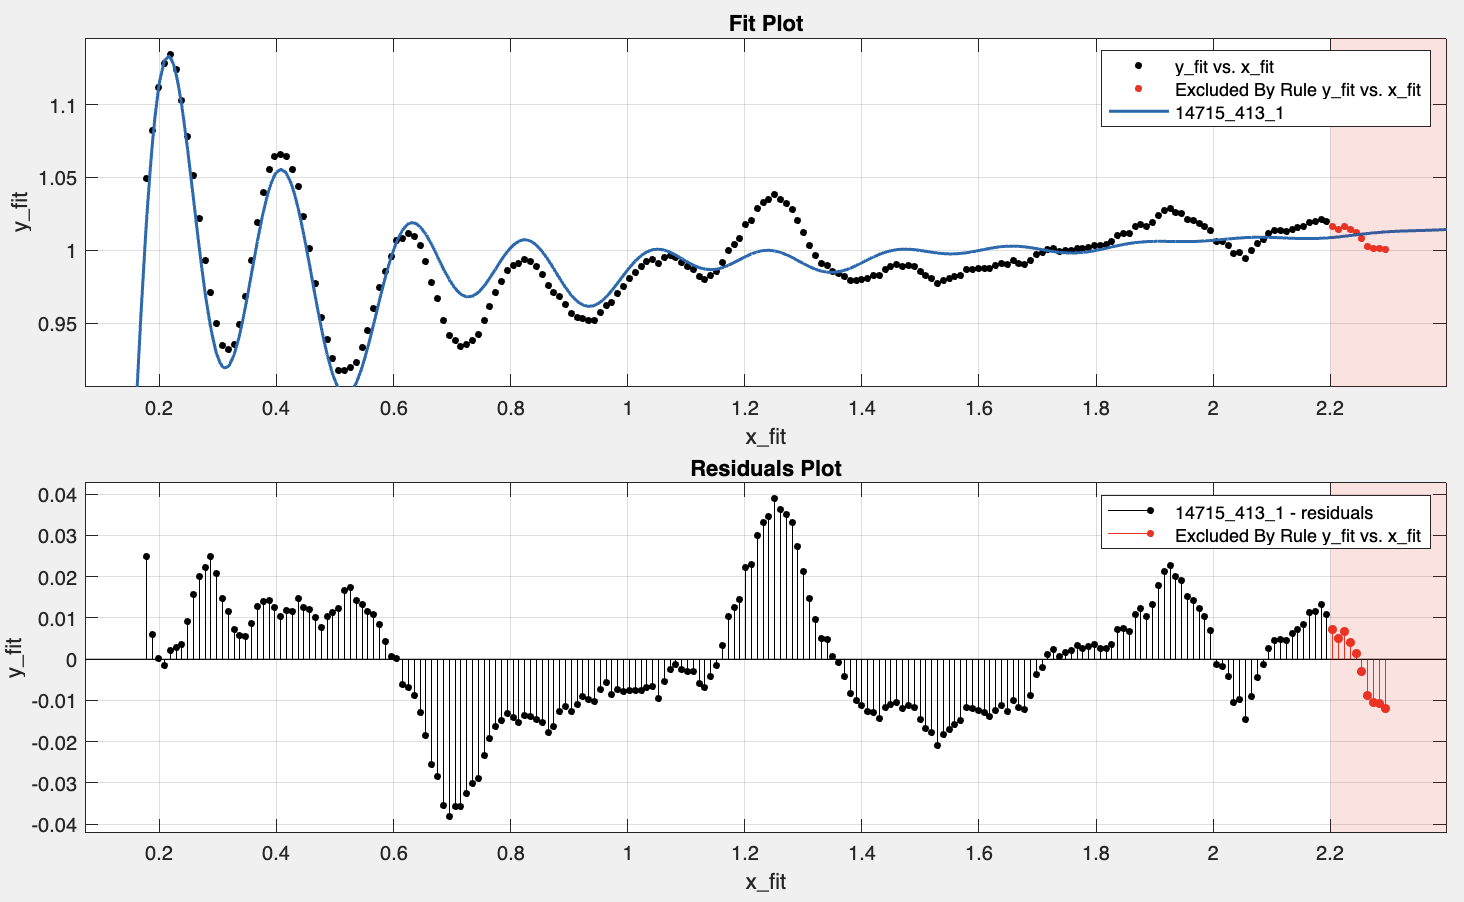 Fit Plot
y_fit vs. x_fit
Excluded By Rule y_fit vs. x_fit
14715_413_1
1.1
1.05
1
0.95
y_fit
0.2 0.4 0.6 0.8 1 1.2 1.4 1.6 1.8 2 2.2
x_fit
Residuals Plot
14715_413_1 - residuals
Excluded By Rule y_fit vs. x_fit
0.04
0.03
0.02
0.01
0
-0.01
-0.02
-0.03
-0.04
y_fit
0.2 0.4 0.6 0.8 1 1.2 1.4 1.6 1.8 2 2.2
x_fit